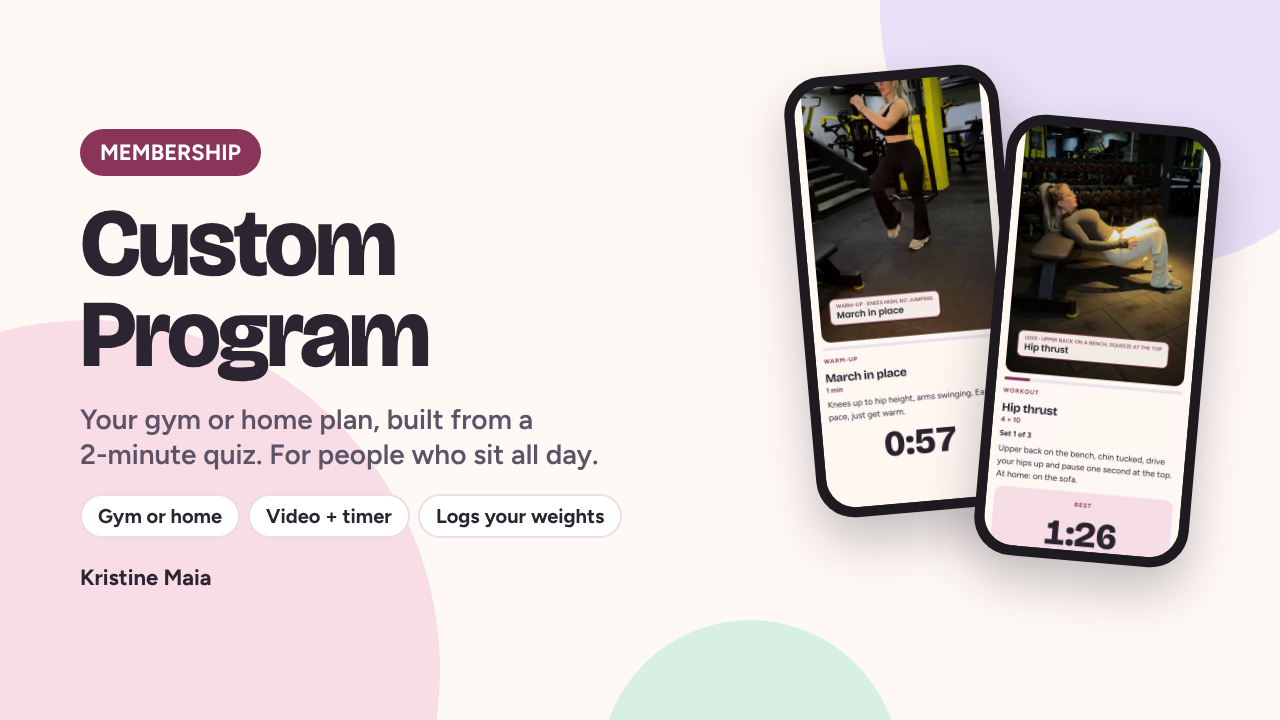 MEMBERSHIP
Custom
Program
Your gym or home plan, built from a
2-minute quiz. For people who sit all day.
Gym or home
Video + timer
Logs your weights
Kristine Maia
WARM-UP · KNEES HIGH, NO JUMPING
March in place
WARM-UP
March in place
1 min
Knees up to hip height, arms swinging. Ea
pace, just get warm.
0:57
LEGS · UPPER BACK ON A BENCH, SQUEEZE AT THE TOP
Hip thrust
WORKOUT
Hip thrust
4 × 10
Set 1 of 3
Upper back on the bench, chin tucked, drive
your hips up and pause one second at the top.
At home: on the sofa.
REST
1:26